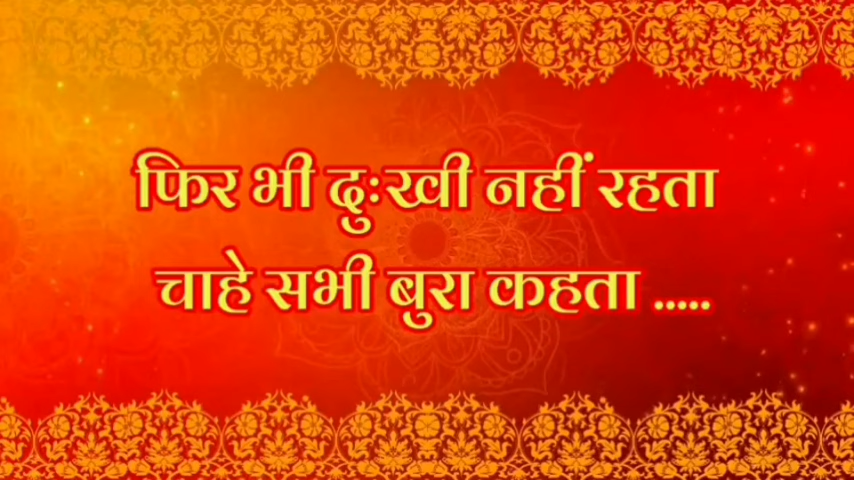 फिर भी दुःखी नहीं रहता
चाहे सभी बुरा कहता .....